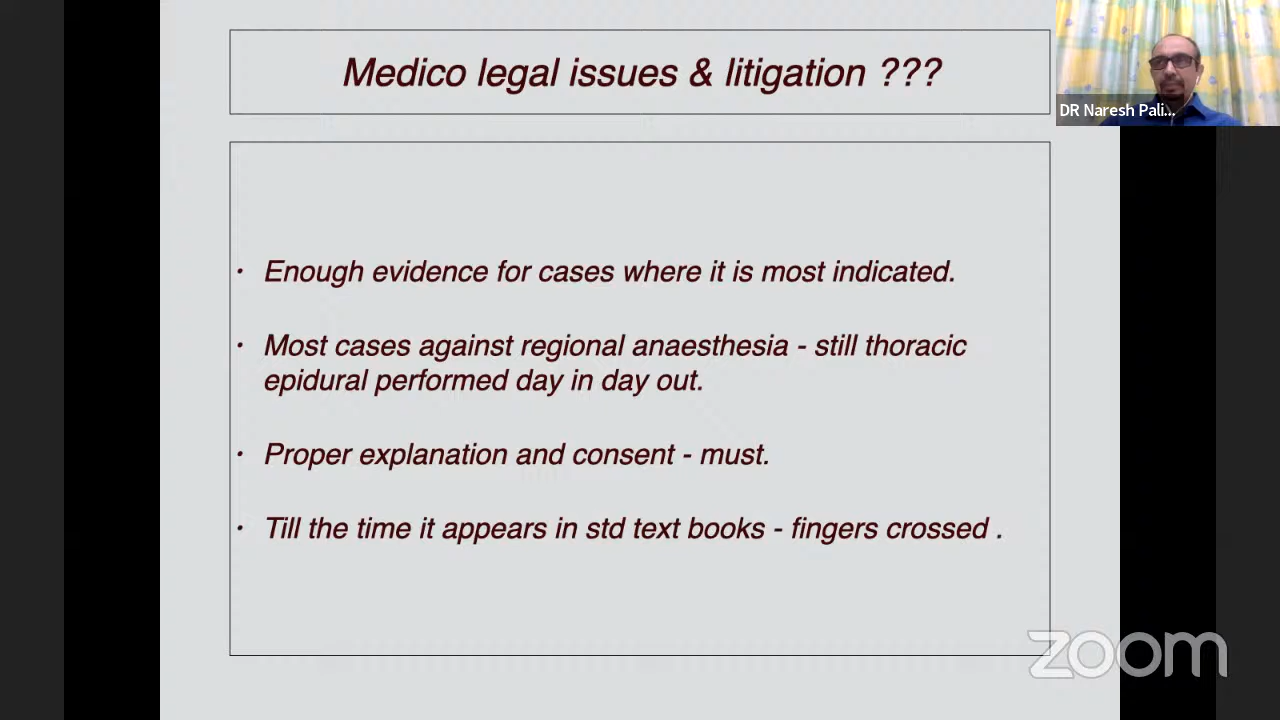 Medico legal issues & litigation ???
DR Naresh Pali...
• Enough evidence for cases where it is most indicated.
• Most cases against regional anaesthesia - still thoracic
epidural performed day in day out.
• Proper explanation and consent - must.
• Till the time it appears in std text books - fingers crossed .
zoom